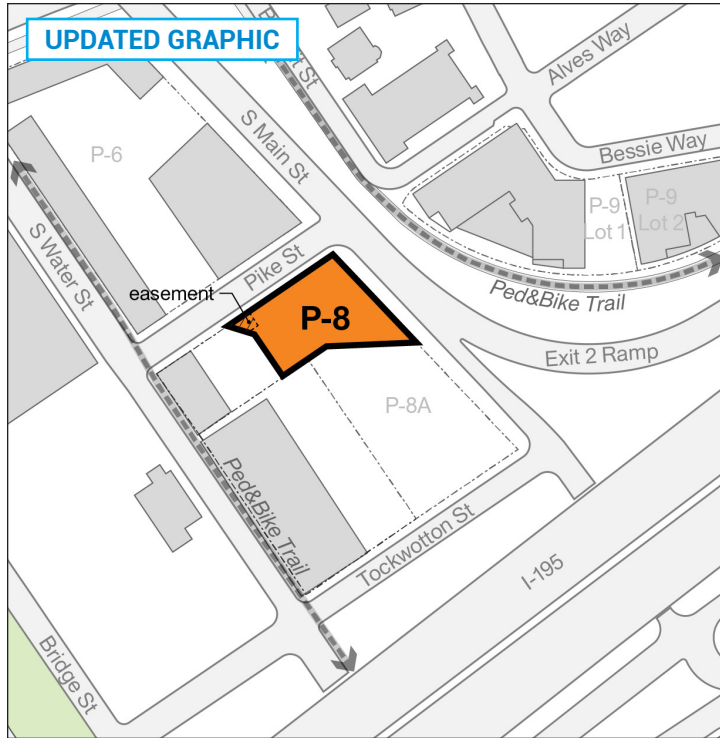 UPDATED GRAPHIC
Alves Way
S Main St
P-6
Bessie Way
P-9
Lot 1
P-9
Lot 2
S Water St
Pike St
easement
P-8
Ped&Bike Trail
Exit 2 Ramp
P-8A
Ped&Bike Trail
Tockwotton St
I-195
Bridge St